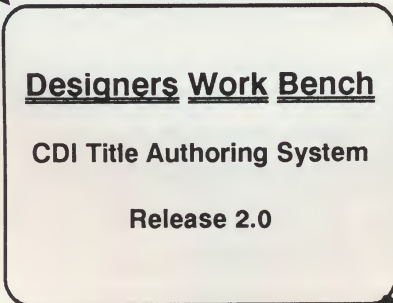 Designers Work Bench
CDI Title Authoring System
Release 2.0